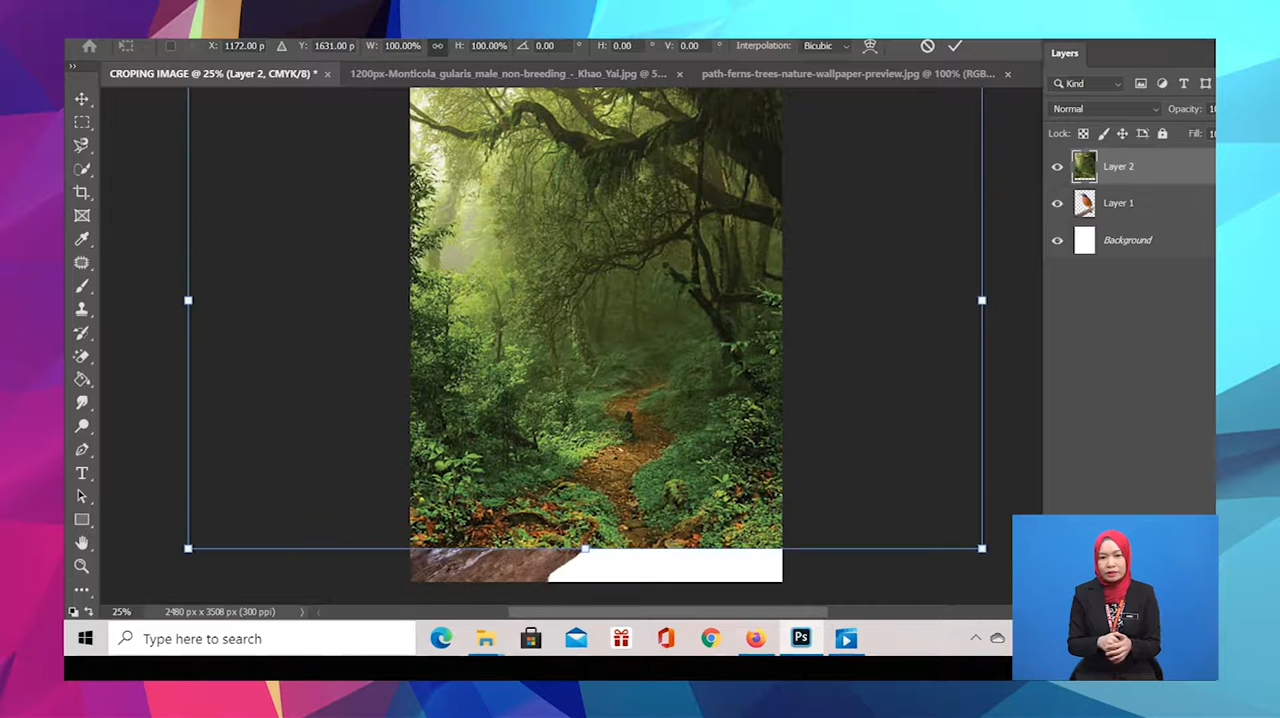 X: 1172.00 p Y: 1631.00 p W: 100.00% H: 100.00% 0.00 ° H: 0.00 ° V: 0.00 ° Interpolation: Bicubic
CROPING IMAGE @ 25% (Layer 2, CMYK/8) * × 1200px-Monticola_gularis_male_non-breeding_-_Khao_Yai.jpg @ 5... × path-ferns-trees-nature-wallpaper-preview.jpg @ 100% (RGB... ×
Layers
Kind
Normal Opacity: 10
Lock: Fill: 10
Layer 2
Layer 1
Background
T
25% 2480 px x 3508 px (300 ppi)
Type here to search
Ps